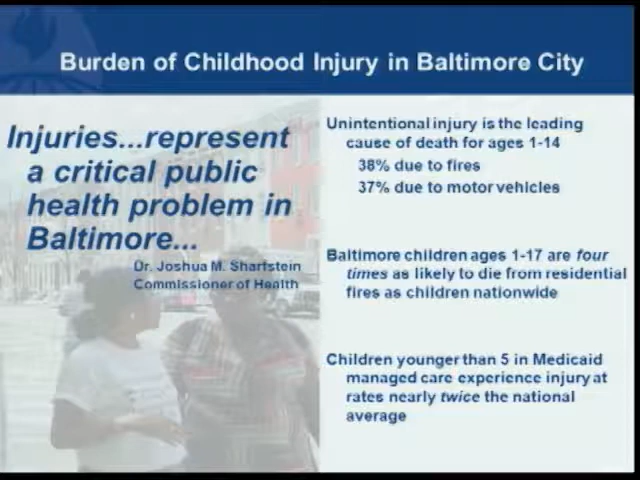 Burden of Childhood Injury in Baltimore City
Injuries...represent
a critical public
health problem in
Baltimore...
Dr. Joshua M. Sharfstein
Commissioner of Health
Unintentional injury is the leading
cause of death for ages 1-14
38% due to fires
37% due to motor vehicles
Baltimore children ages 1-17 are four
times as likely to die from residential
fires as children nationwide
Children younger than 5 in Medicaid
managed care experience injury at
rates nearly twice the national
average